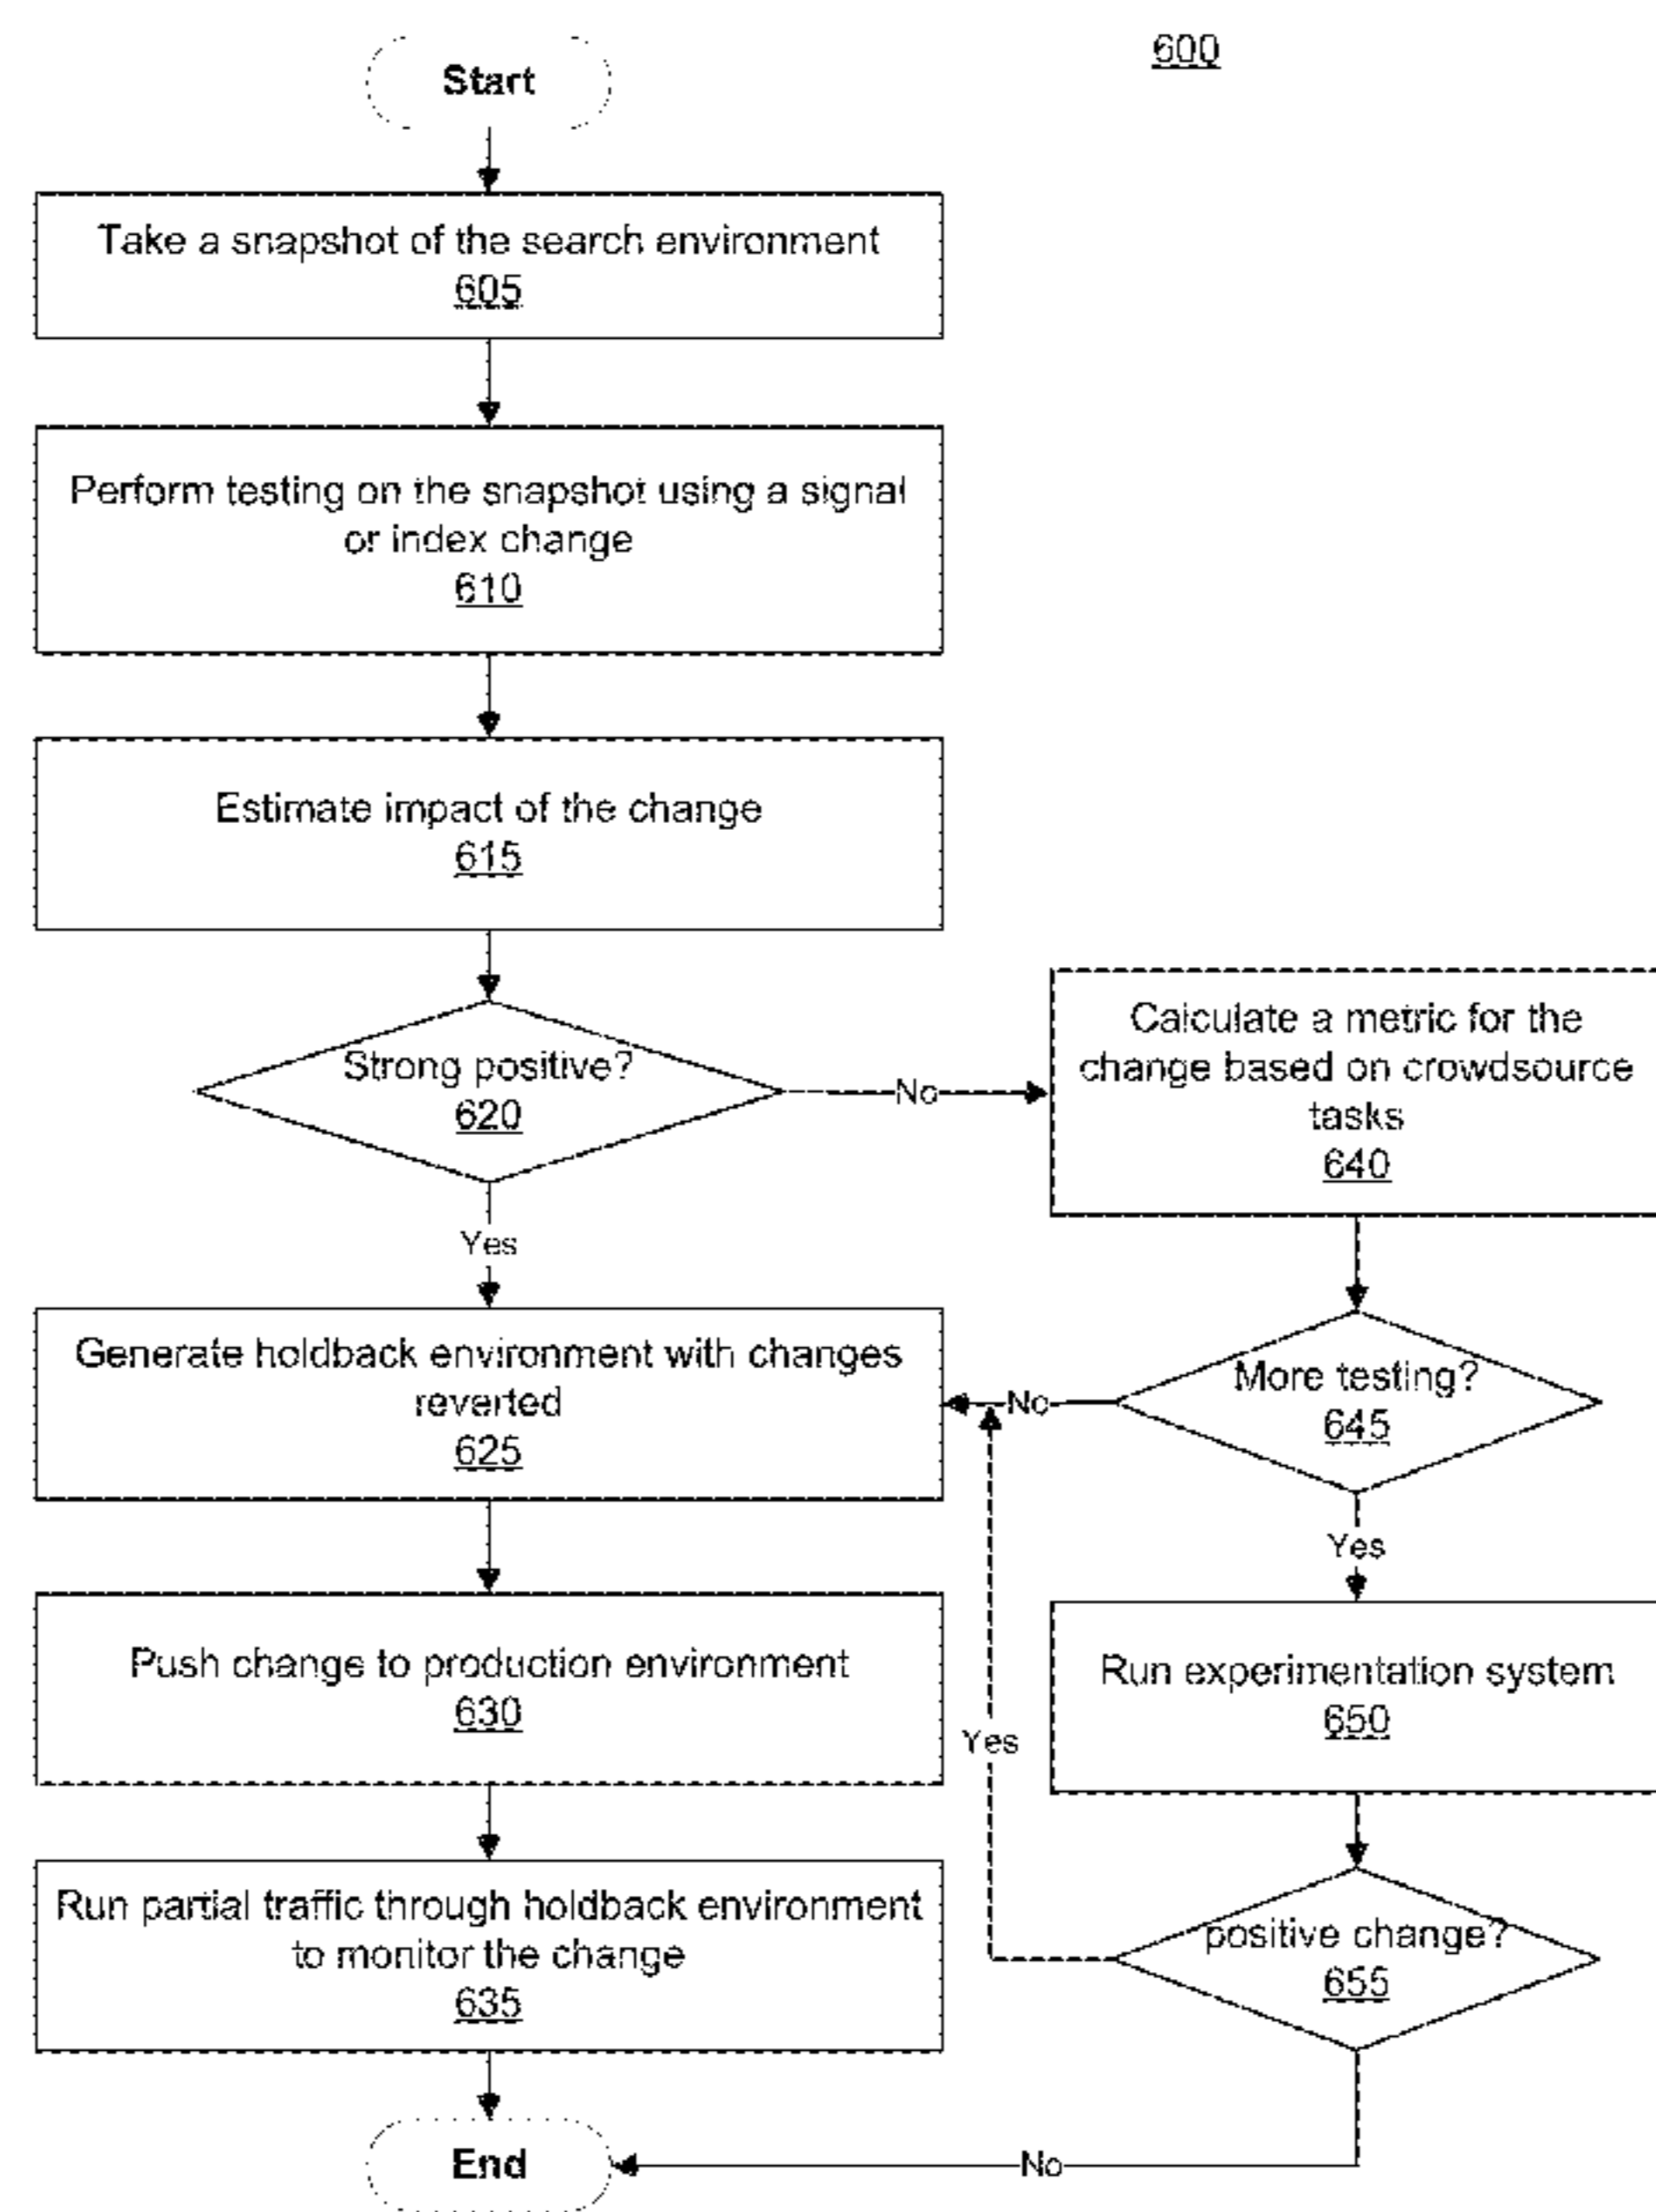 600
Start
Take a snapshot of the search environment
605
Perform testing on the snapshot using a signal
or index change
610
Estimate impact of the change
615
Strong positive?
620
No
Calculate a metric for the
change based on crowdsource
tasks
640
Yes
Generate holdback environment with changes
reverted
625
No
More testing?
645
Yes
Push change to production environment
630
Yes
Run experimentation system
650
Run partial traffic through holdback environment
to monitor the change
635
positive change?
655
End
No